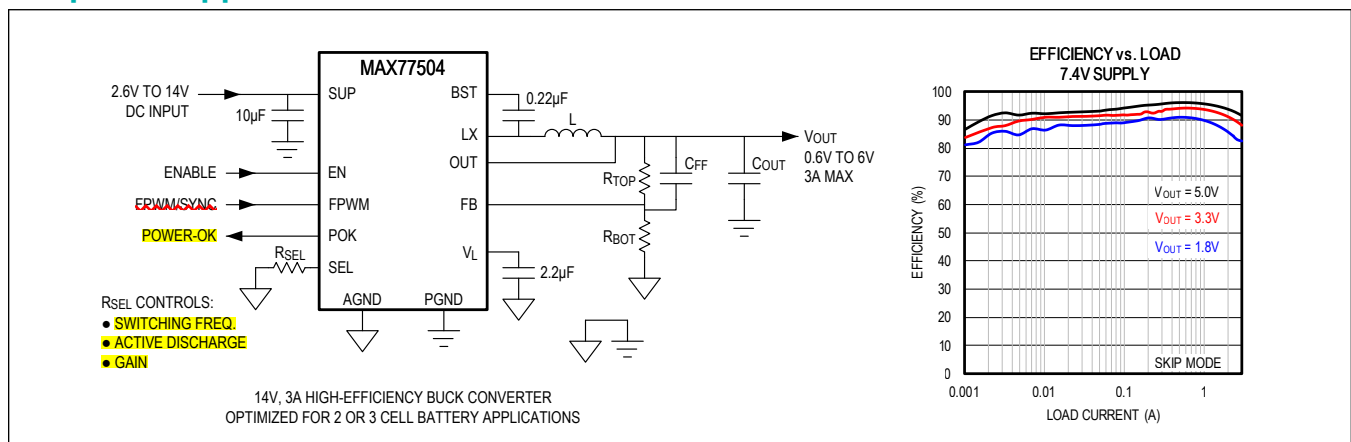 MAX77504
2.6V TO 14V
DC INPUT
10µF
SUP
BST
0.22µF
LX
L
OUT
VOUT
0.6V TO 6V
3A MAX
CFF
COUT
RTOP
ENABLE
EN
FPWM/SYNC
FPWM
FB
POWER-OK
POK
RBOT
RSEL
SEL
VL
2.2µF
AGND
PGND
RSEL CONTROLS:
● SWITCHING FREQ.
● ACTIVE DISCHARGE
● GAIN
14V, 3A HIGH-EFFICIENCY BUCK CONVERTER
OPTIMIZED FOR 2 OR 3 CELL BATTERY APPLICATIONS
EFFICIENCY vs. LOAD
7.4V SUPPLY
EFFICIENCY (%)
100
90
80
70
60
50
40
30
20
10
0
VOUT = 5.0V
VOUT = 3.3V
VOUT = 1.8V
SKIP MODE
0.001
0.01
0.1
1
LOAD CURRENT (A)